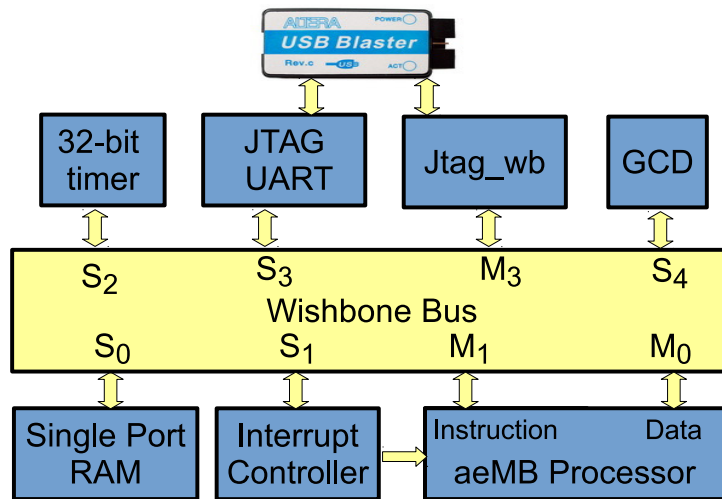 ALTERA
POWER
USB Blaster
Rev.c
USB
ACT
32-bit
timer
JTAG
UART
Jtag_wb
GCD
S2
S3
M3
S4
Wishbone Bus
S0
S1
M1
M0
Single Port
RAM
Interrupt
Controller
Instruction
Data
aeMB Processor